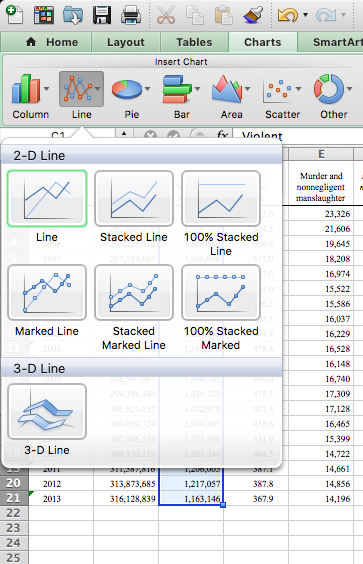 Home Layout Tables Charts SmartArt
Insert Chart
Column Line Pie Bar Area Scatter Other
C1 fx Violent
2-D Line
E
Murder and
nonnegligent
manslaughter
Line Stacked Line 100% Stacked
Line
Marked Line Stacked
Marked Line 100% Stacked
Marked
3-D Line
3-D Line
23,326
21,606
19,645
18,208
16,974
15,522
15,586
16,037
16,229
16,528
16,148
16,740
17,309
17,128
16,465
15,399
14,722
19 2011 311,587,816 1,206,005 387.1 14,661
20 2012 313,873,685 1,217,057 387.8 14,856
21 2013 316,128,839 1,163,146 367.9 14,196
22
23
24
25